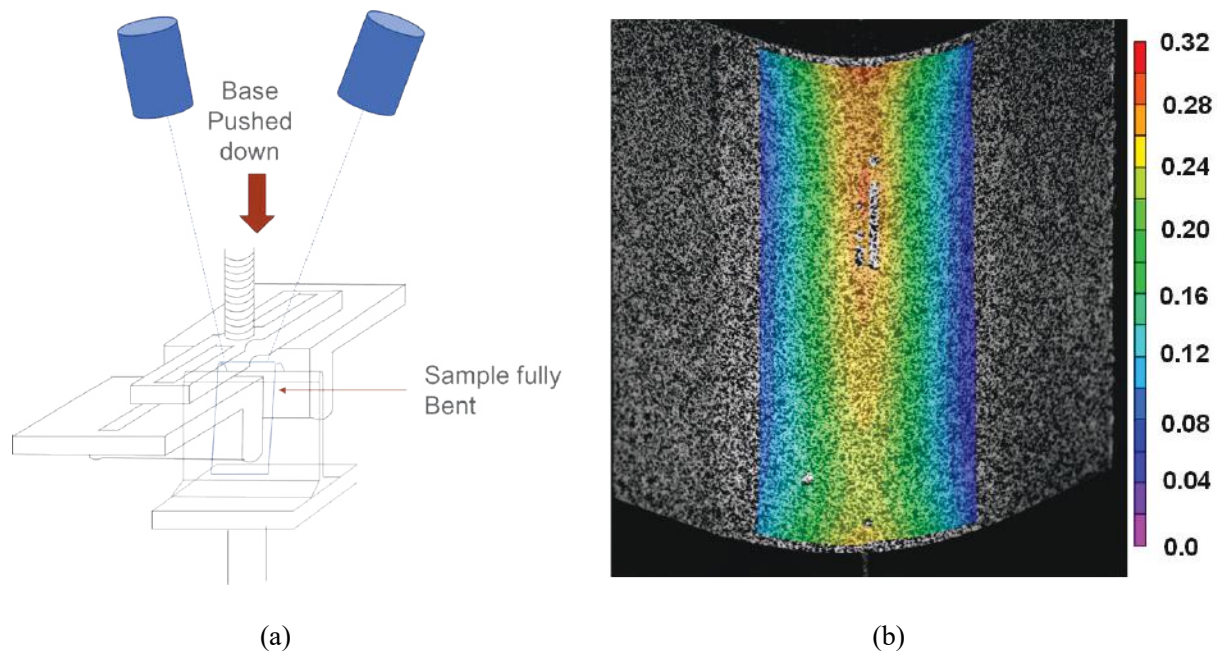 Base
Pushed
down
Sample fully
Bent
0.32
0.28
0.24
0.20
0.16
0.12
0.08
0.04
0.0
(a)
(b)